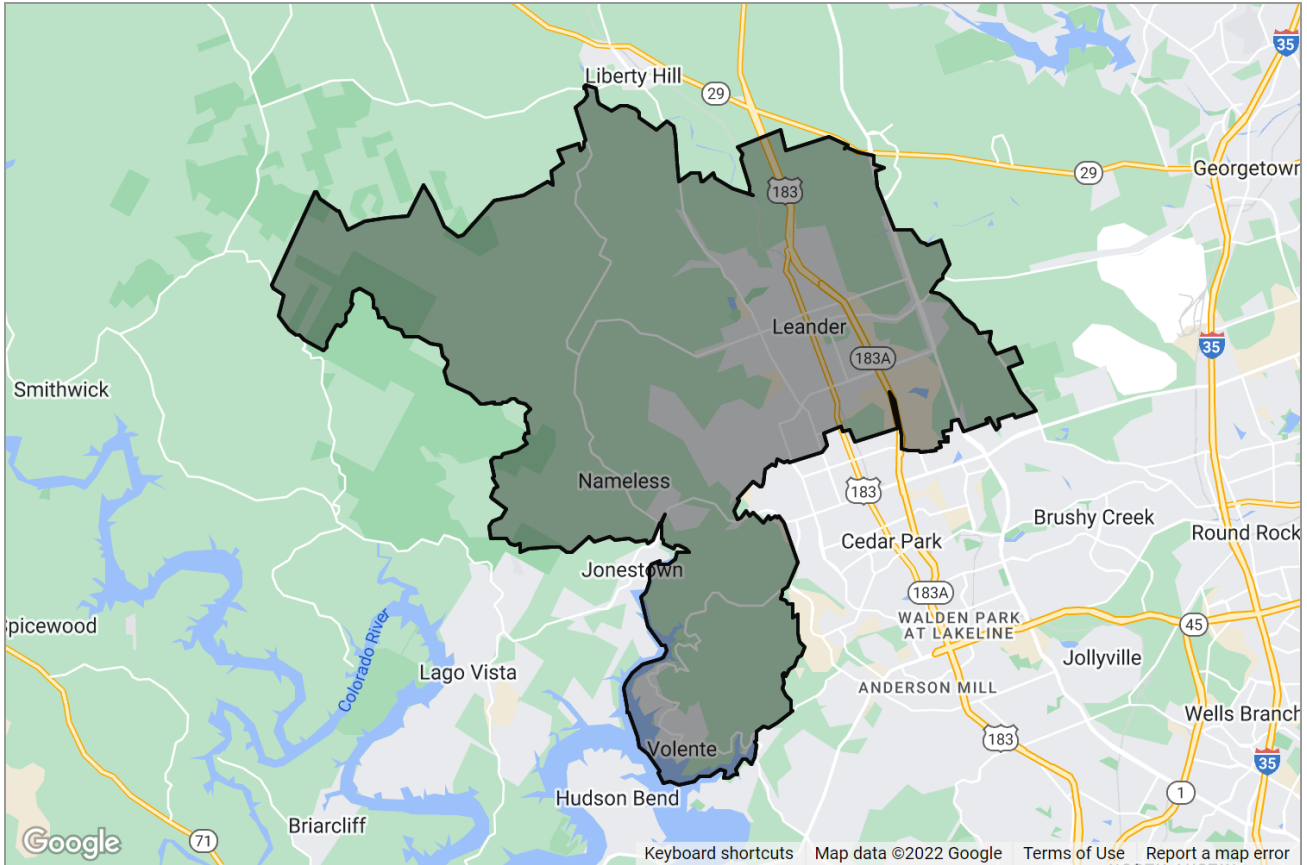 35
Liberty Hill
29
29
Georgetown
183
Leander
183A
35
Smithwick
Nameless
183
Brushy Creek
Round Rock
Cedar Park
Jonestown
183A
WALDEN PARK
AT LAKELINE
45
Spicewood
Colorado River
Jollyville
Lago Vista
ANDERSON MILL
Wells Branch
183
Volente
35
Hudson Bend
1
Briarcliff
71
Google
Keyboard shortcuts
Map data ©2022 Google
Terms of Use
Report a map error